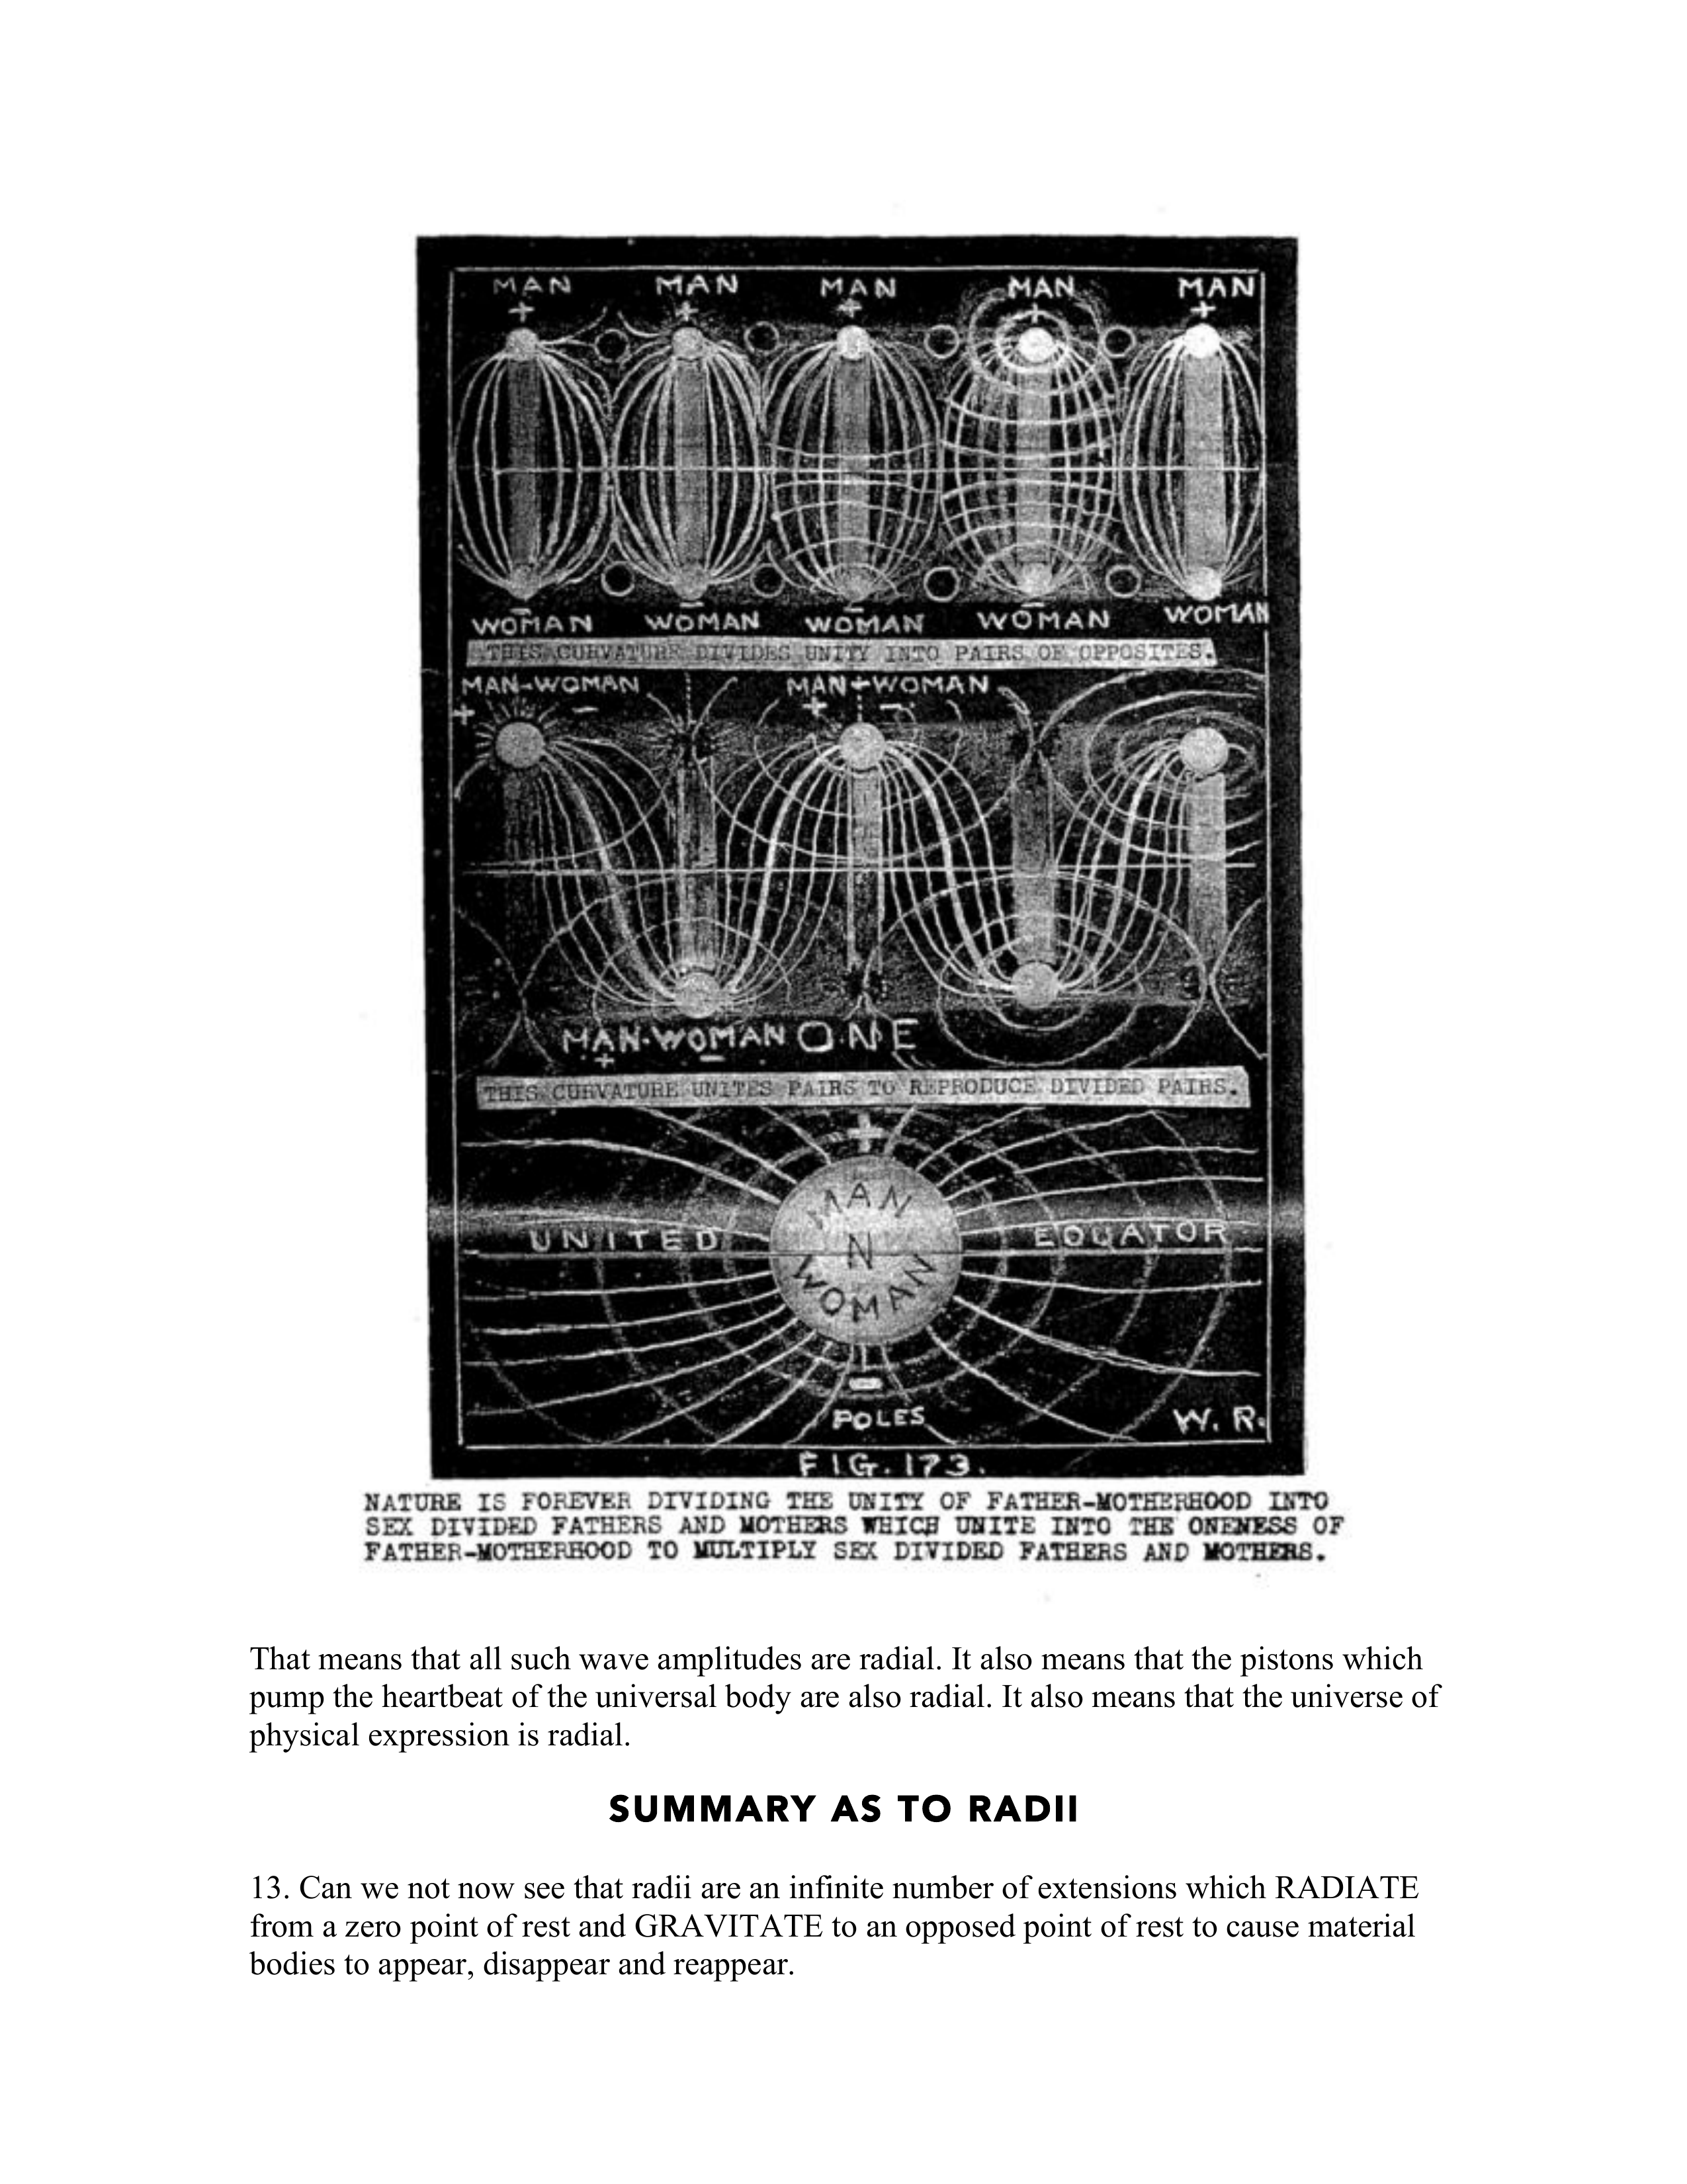 MAN MAN MAN MAN MAN
+ + + + +
- - - - -
WOMAN WOMAN WOMAN WOMAN WOMAN
THIS CURVATURE DIVIDES UNITY INTO PAIRS OF OPPOSITES.
MAN-WOMAN MAN+WOMAN
+ - + -
MAN-WOMAN ONE
+ -
THIS CURVATURE UNITES PAIRS TO REPRODUCE DIVIDED PAIRS.
+
MAN
UNITED N EQUATOR
WOMAN
-
POLES W. R.
FIG. 173.
NATURE IS FOREVER DIVIDING THE UNITY OF FATHER-MOTHERHOOD INTO
SEX DIVIDED FATHERS AND MOTHERS WHICH UNITE INTO THE ONENESS OF
FATHER-MOTHERHOOD TO MULTIPLY SEX DIVIDED FATHERS AND MOTHERS.
That means that all such wave amplitudes are radial. It also means that the pistons which
pump the heartbeat of the universal body are also radial. It also means that the universe of
physical expression is radial.
SUMMARY AS TO RADII
13. Can we not now see that radii are an infinite number of extensions which RADIATE
from a zero point of rest and GRAVITATE to an opposed point of rest to cause material
bodies to appear, disappear and reappear.